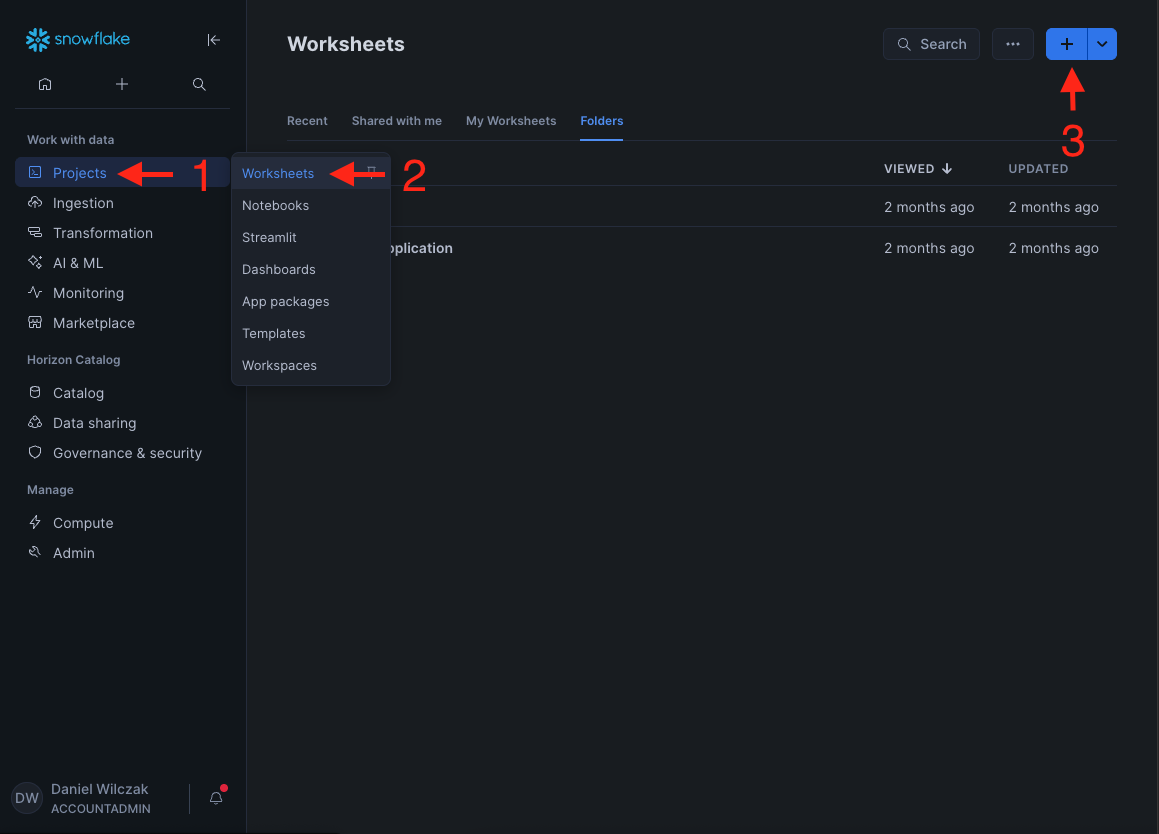 snowflake
Work with data
Projects
1
Ingestion
Transformation
AI & ML
Monitoring
Marketplace
Horizon Catalog
Catalog
Data sharing
Governance & security
Manage
Compute
Admin
DW
Daniel Wilczak
ACCOUNTADMIN
Worksheets
2
Notebooks
Streamlit
Dashboards
App packages
Templates
Workspaces
Worksheets
Search
3
Recent Shared with me My Worksheets Folders
VIEWED UPDATED
2 months ago 2 months ago
pplication 2 months ago 2 months ago